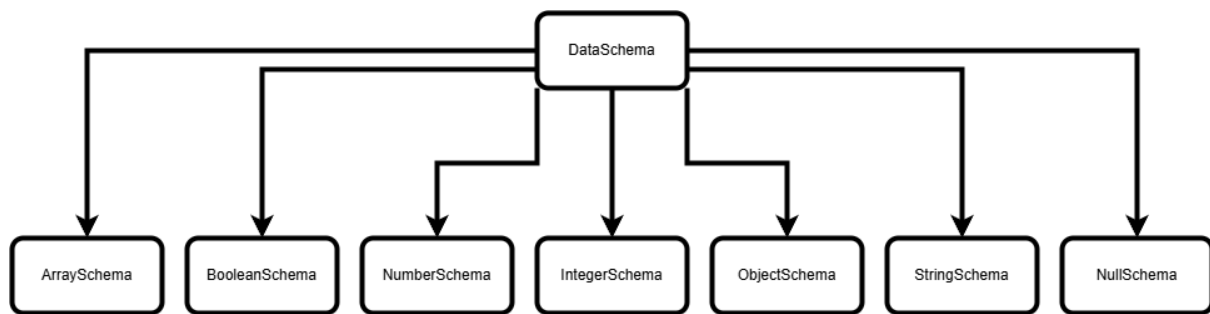 DataSchema
ArraySchema
BooleanSchema
NumberSchema
IntegerSchema
ObjectSchema
StringSchema
NullSchema